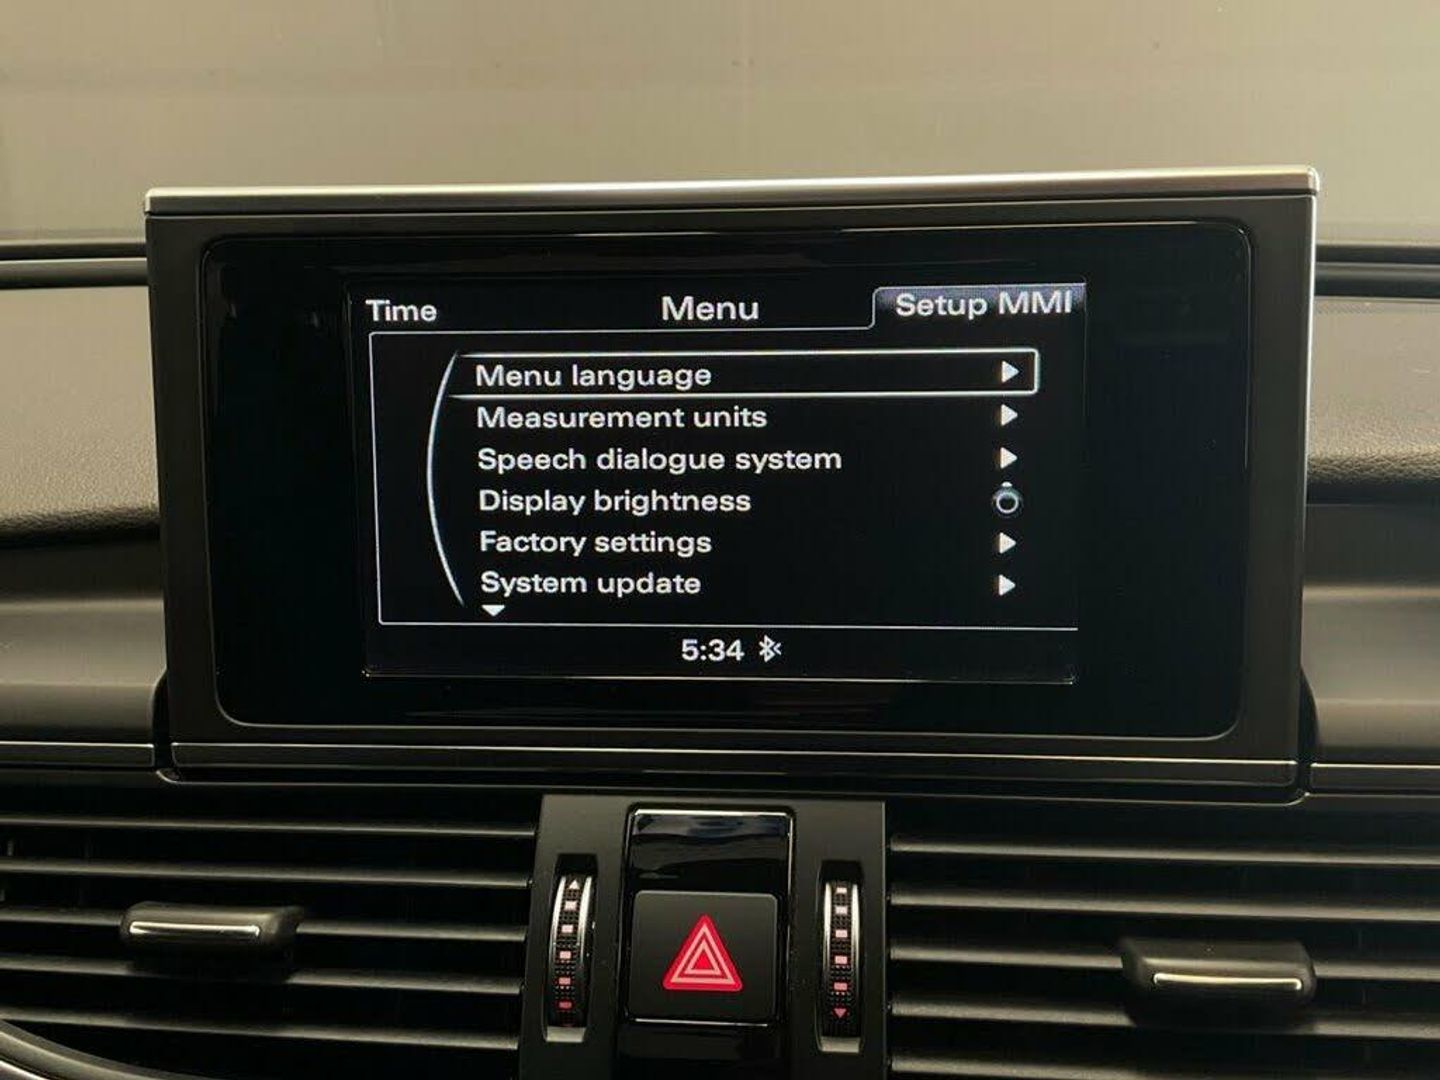 Time Menu Setup MMI
Menu language
Measurement units
Speech dialogue system
Display brightness
Factory settings
System update
5:34